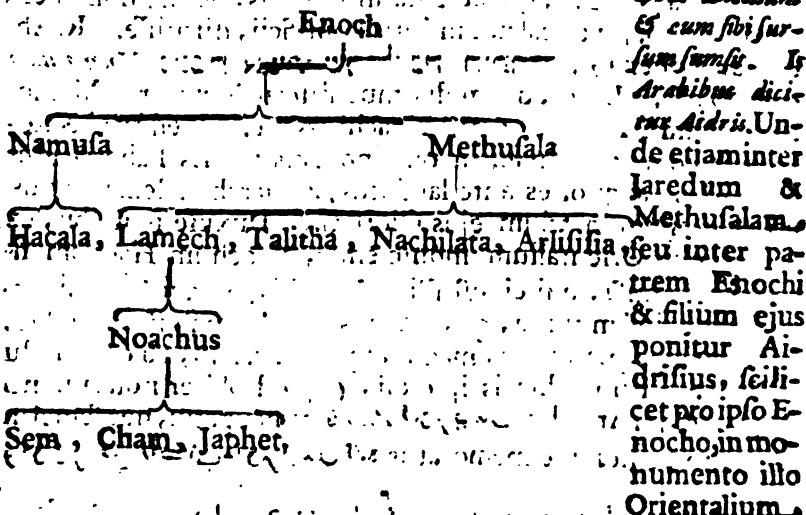 Enoch
Namuſa Methuſala
Hacala, Lamech, Talitha, Nachilata, Arliſiſia,
Noachus
Sem, Cham, Japhet,
& cum ſibi ſur-
ſum ſumſit. Is
Arabibus dici-
tur Aidris. Un-
de etiam inter
Jaredum &
Methuſalam,
ſeu inter pa-
trem Enochi
& filium ejus
ponitur Ai-
driſius, ſcili-
cet pro ipſo E-
nocho, in mo-
numento illo
Orientalium,